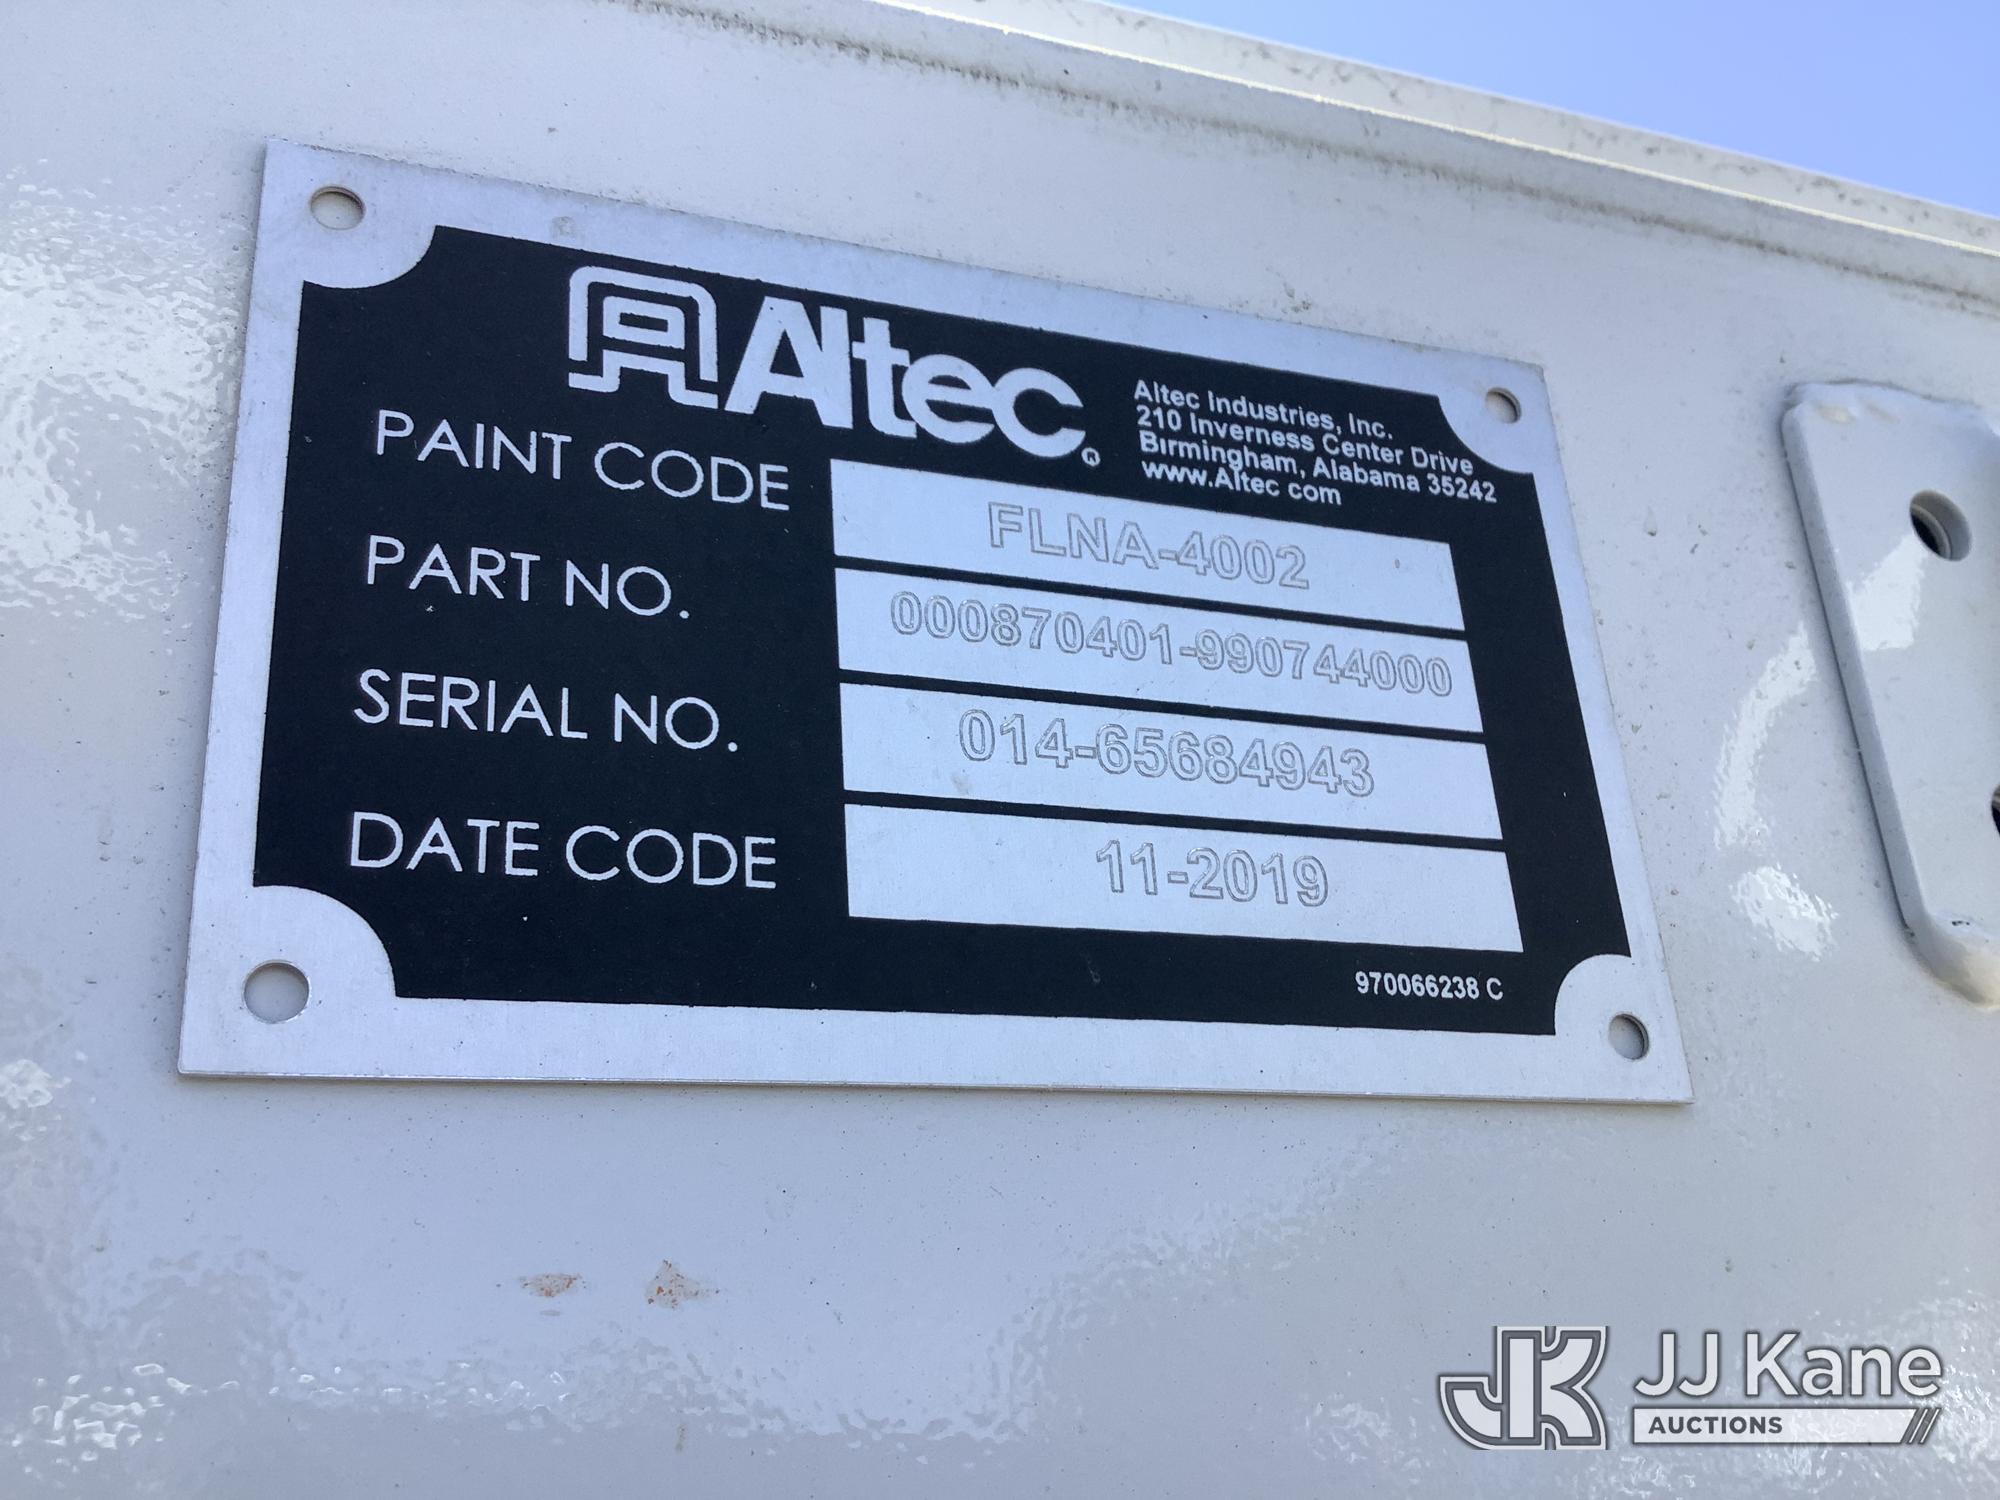 Altec®
Altec Industries, Inc.
210 Inverness Center Drive
Birmingham, Alabama 35242
www.Altec com
PAINT CODE FLNA-4002
PART NO. 000870401-990744000
SERIAL NO. 014-65684943
DATE CODE 11-2019
970066238 C
JK JJ Kane
AUCTIONS